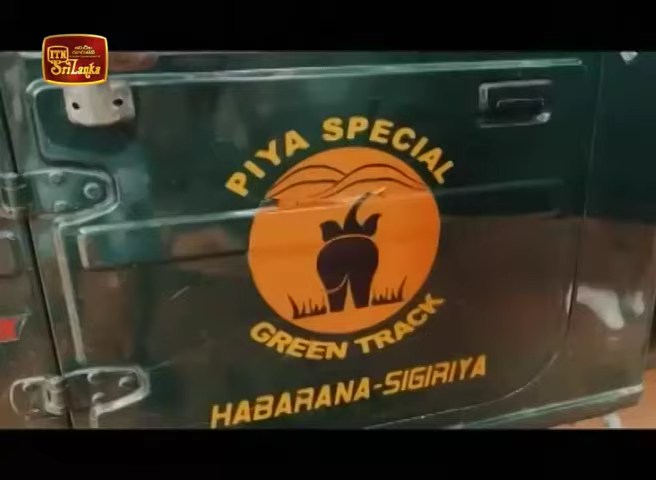 ITN
SriLanka
PIYA SPECIAL
GREEN TRACK
HABARANA-SIGIRIYA